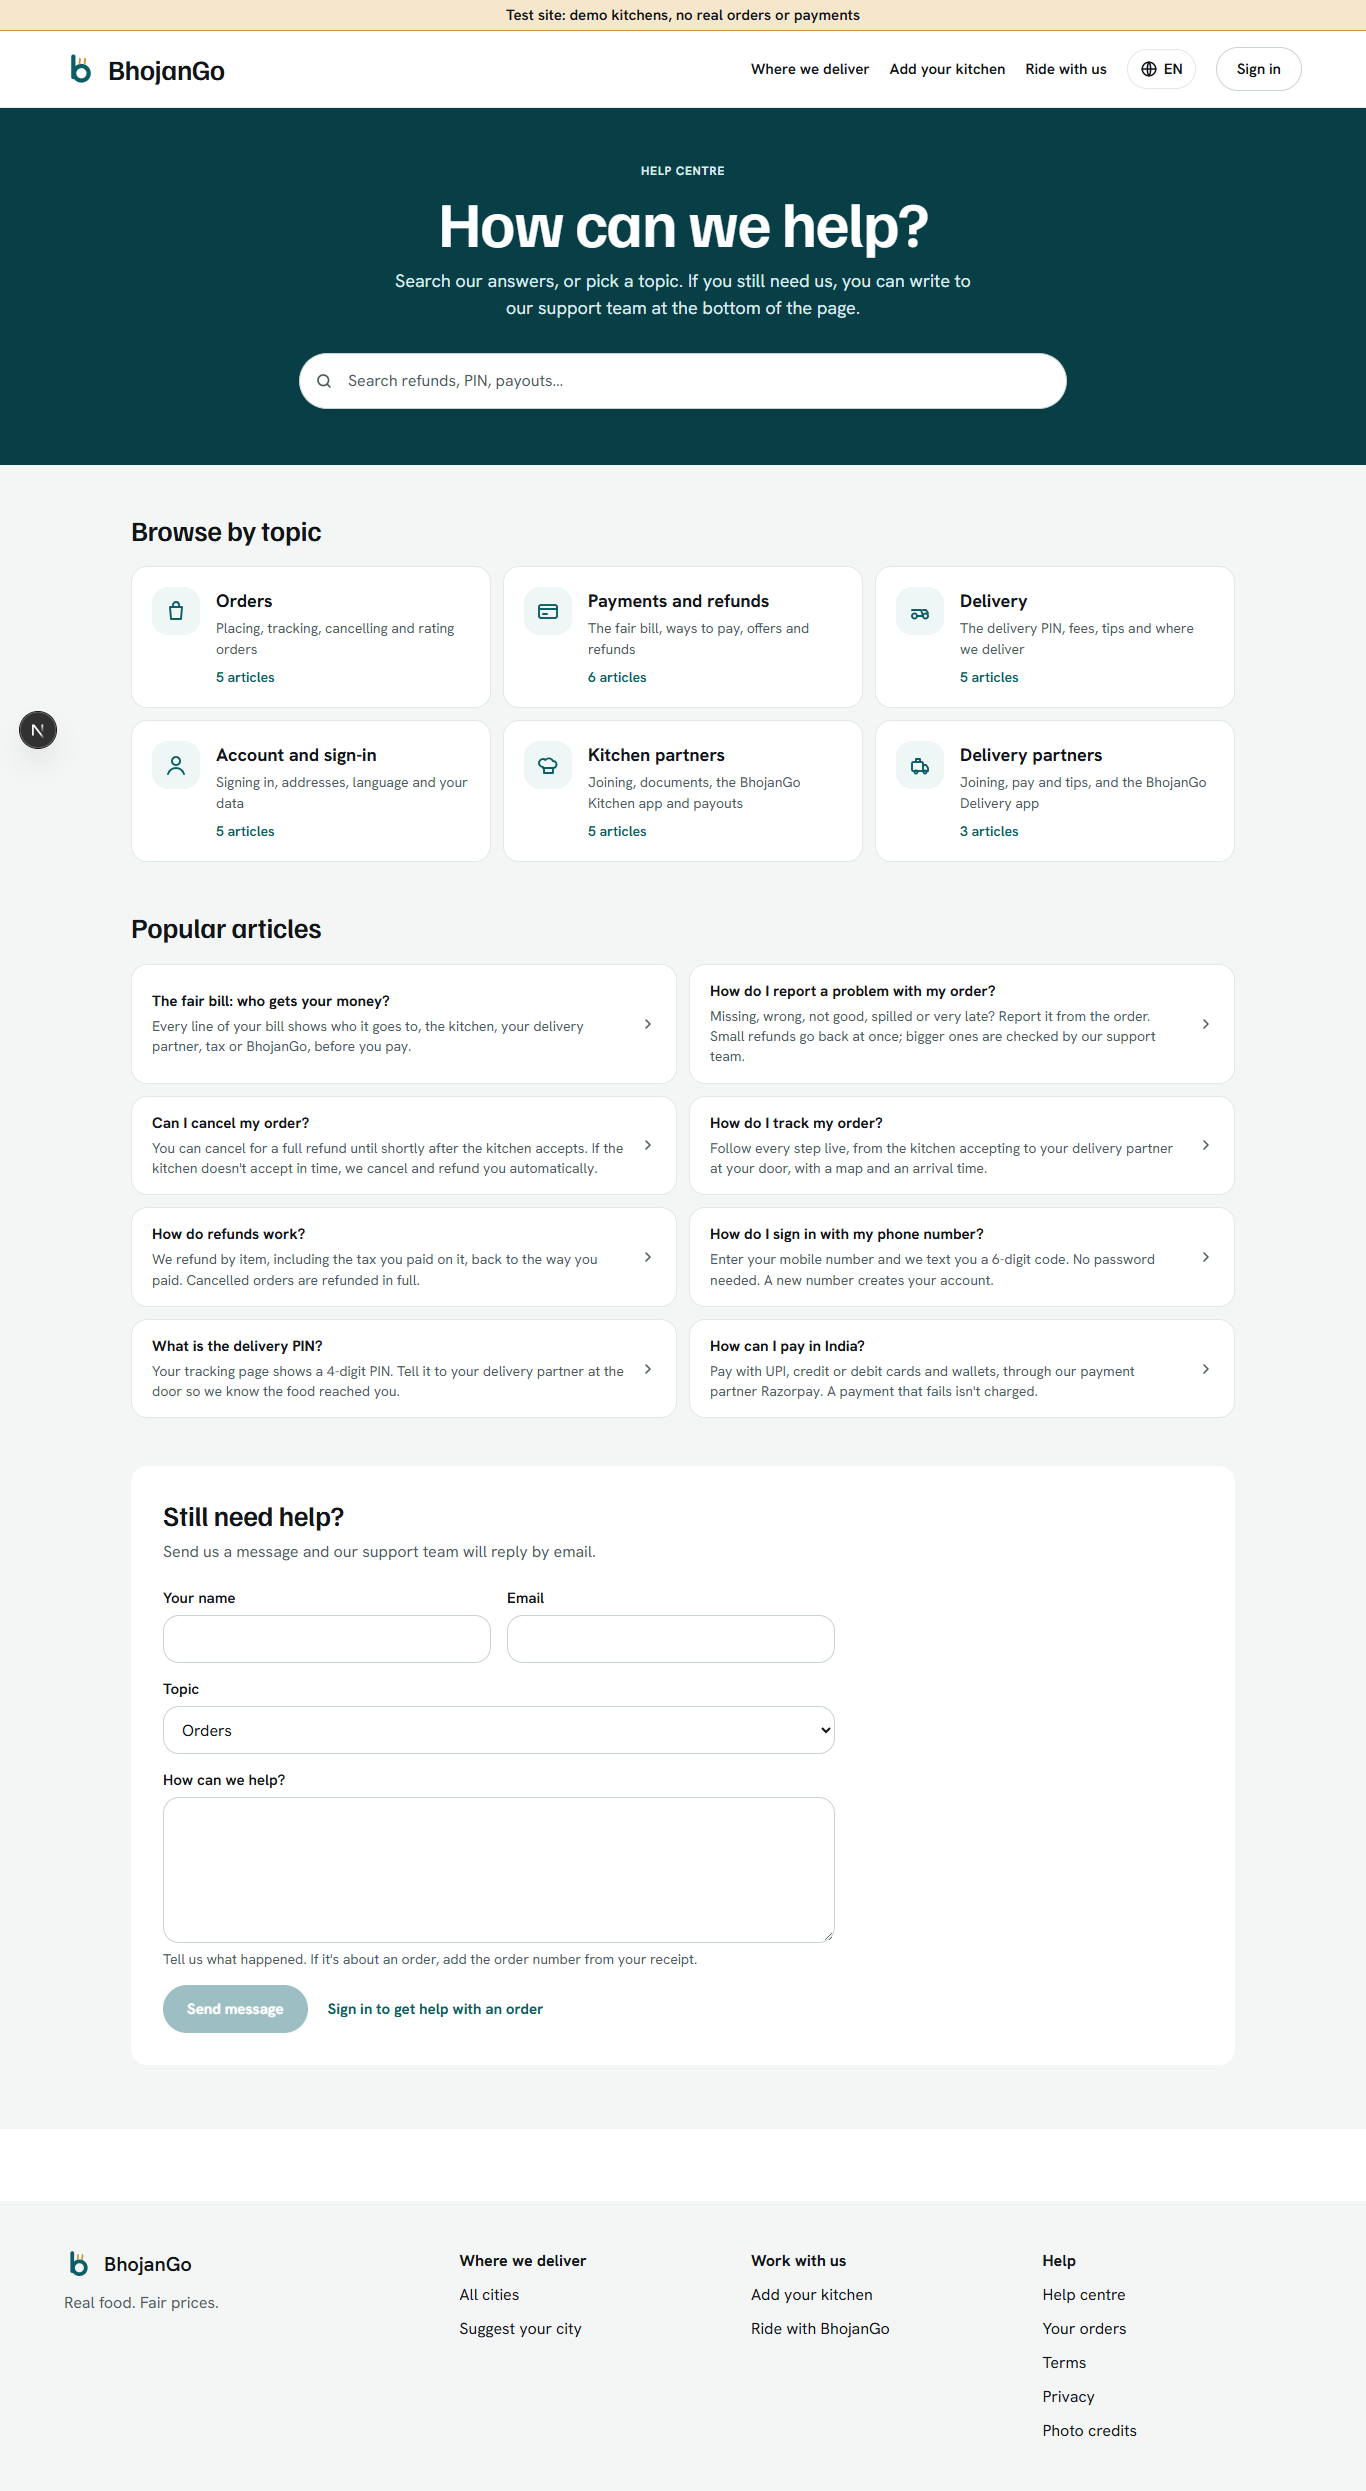 Test site: demo kitchens, no real orders or payments
BhojanGo
Where we deliver
Add your kitchen
Ride with us
EN
Sign in
HELP CENTRE
How can we help?
Search our answers, or pick a topic. If you still need us, you can write to
our support team at the bottom of the page.
Search refunds, PIN, payouts...
Browse by topic
Orders
Placing, tracking, cancelling and rating
orders
5 articles
Payments and refunds
The fair bill, ways to pay, offers and
refunds
6 articles
Delivery
The delivery PIN, fees, tips and where
we deliver
5 articles
Account and sign-in
Signing in, addresses, language and your
data
5 articles
Kitchen partners
Joining, documents, the BhojanGo
Kitchen app and payouts
5 articles
Delivery partners
Joining, pay and tips, and the BhojanGo
Delivery app
3 articles
Popular articles
The fair bill: who gets your money?
Every line of your bill shows who it goes to, the kitchen, your delivery
partner, tax or BhojanGo, before you pay.
How do I report a problem with my order?
Missing, wrong, not good, spilled or very late? Report it from the order.
Small refunds go back at once; bigger ones are checked by our support
team.
Can I cancel my order?
You can cancel for a full refund until shortly after the kitchen accepts. If the
kitchen doesn't accept in time, we cancel and refund you automatically.
How do I track my order?
Follow every step live, from the kitchen accepting to your delivery partner
at your door, with a map and an arrival time.
How do refunds work?
We refund by item, including the tax you paid on it, back to the way you
paid. Cancelled orders are refunded in full.
How do I sign in with my phone number?
Enter your mobile number and we text you a 6-digit code. No password
needed. A new number creates your account.
What is the delivery PIN?
Your tracking page shows a 4-digit PIN. Tell it to your delivery partner at the
door so we know the food reached you.
How can I pay in India?
Pay with UPI, credit or debit cards and wallets, through our payment
partner Razorpay. A payment that fails isn't charged.
Still need help?
Send us a message and our support team will reply by email.
Your name
Email
Topic
Orders
How can we help?
Tell us what happened. If it's about an order, add the order number from your receipt.
Send message
Sign in to get help with an order
BhojanGo
Real food. Fair prices.
Where we deliver
All cities
Suggest your city
Work with us
Add your kitchen
Ride with BhojanGo
Help
Help centre
Your orders
Terms
Privacy
Photo credits